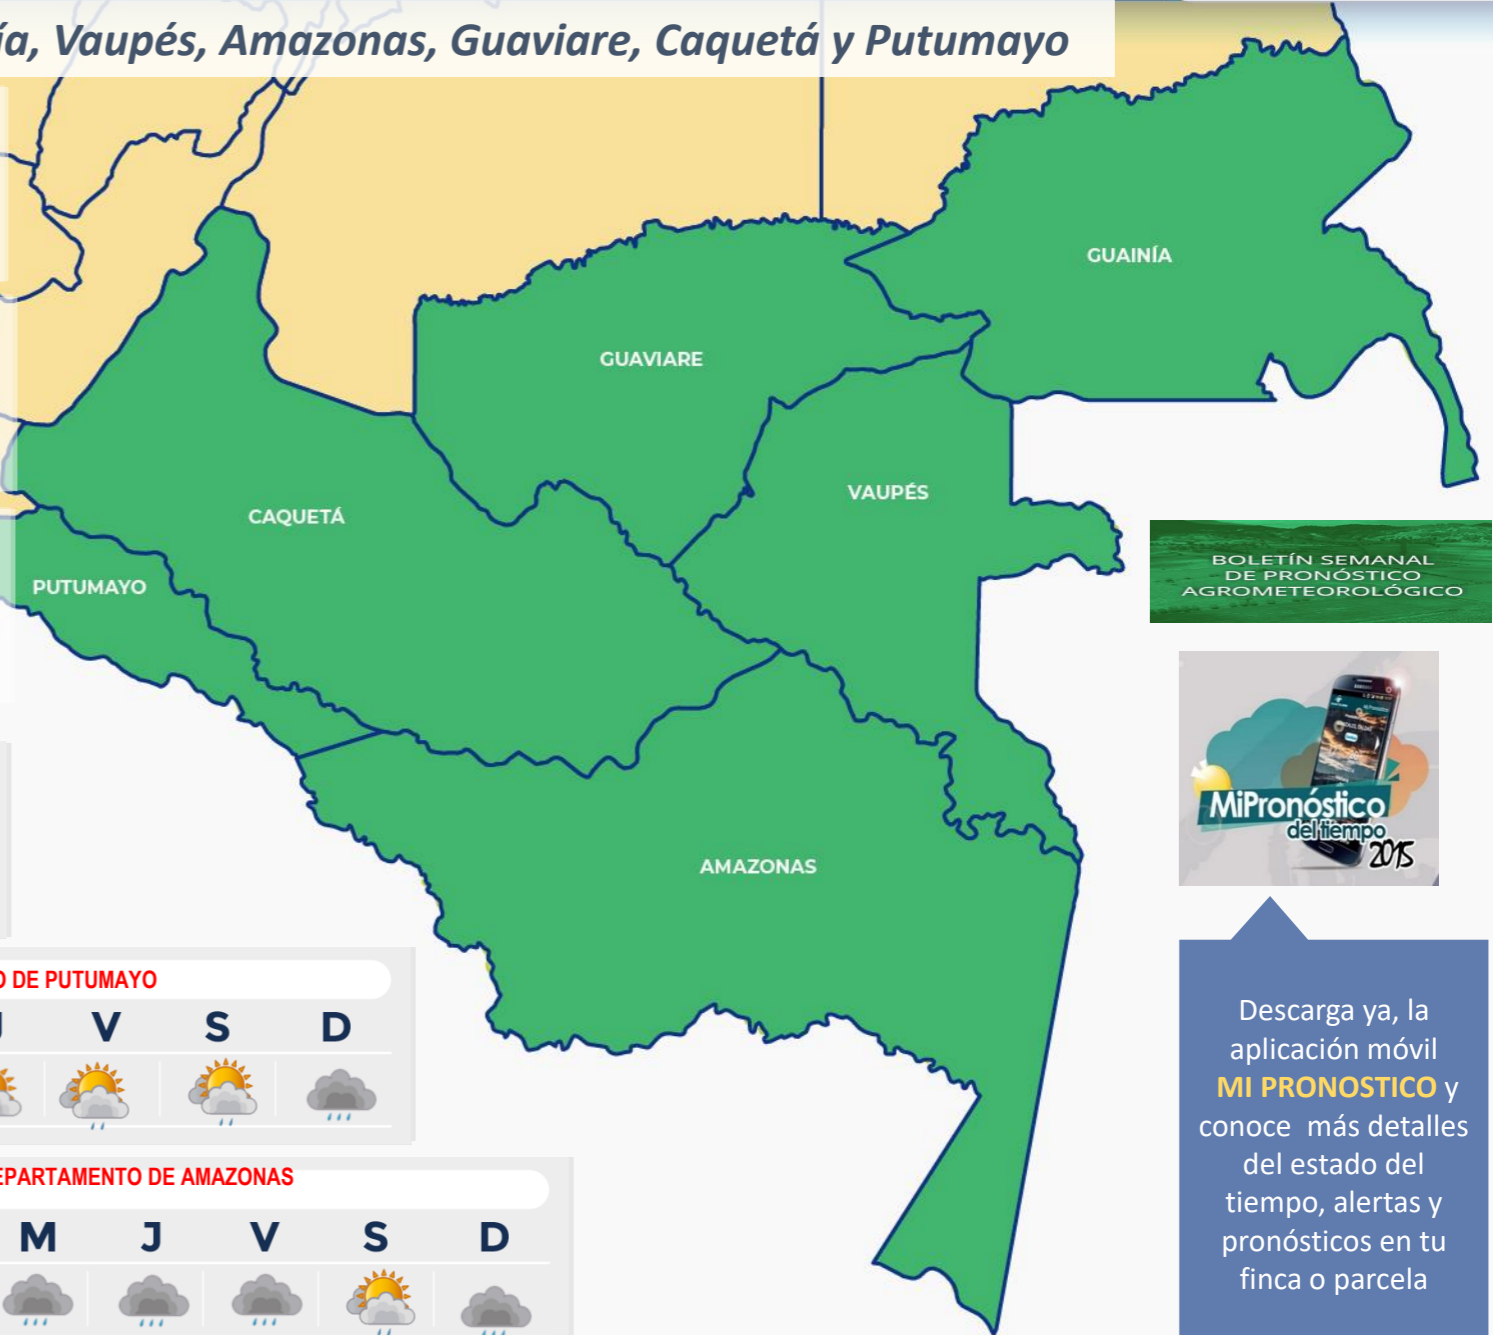 ía, Vaupés, Amazonas, Guaviare, Caquetá y Putumayo
GUAINÍA
GUAVIARE
VAUPÉS
CAQUETÁ
PUTUMAYO
AMAZONAS
BOLETÍN SEMANAL
DE PRONÓSTICO
AGROMETEOROLÓGICO
MiPronóstico
del tiempo
2015
Descarga ya, la
aplicación móvil
MI PRONOSTICO y
conoce más detalles
del estado del
tiempo, alertas y
pronósticos en tu
finca o parcela
O DE PUTUMAYO
J V S D
EPARTAMENTO DE AMAZONAS
M J V S D